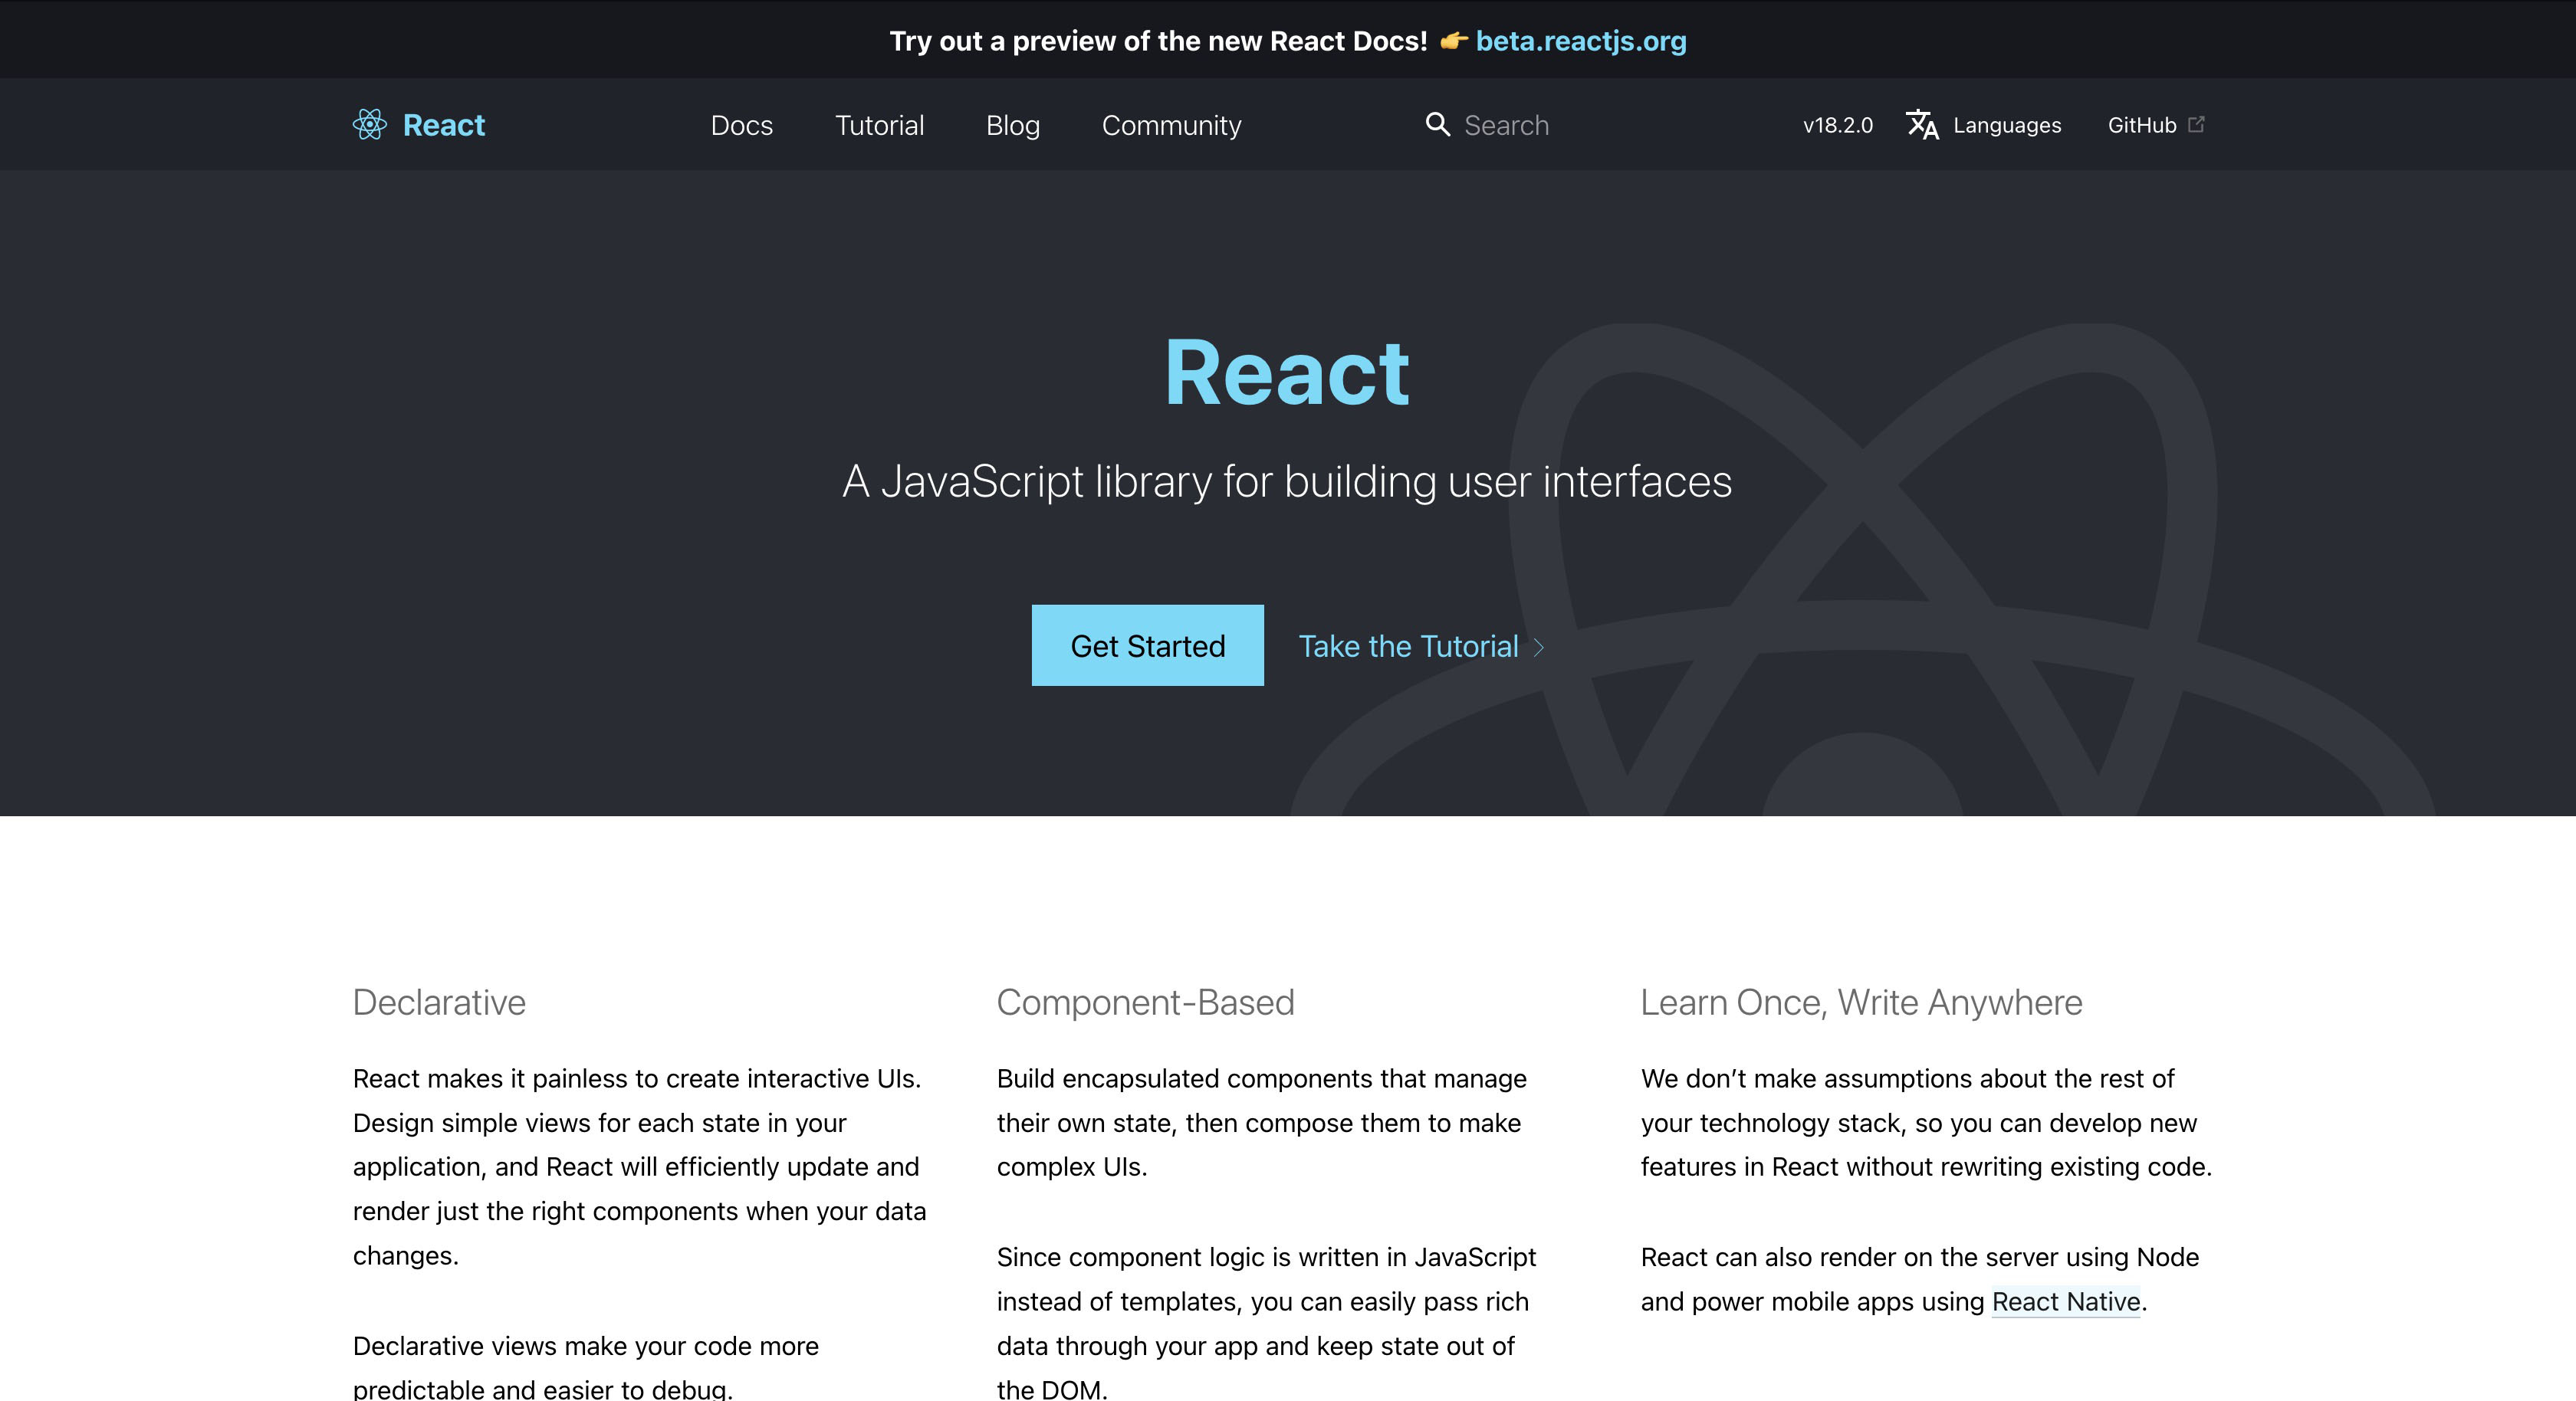 Try out a preview of the new React Docs! 👉 beta.reactjs.org
React
Docs
Tutorial
Blog
Community
Search
v18.2.0
Languages
GitHub
React
A JavaScript library for building user interfaces
Get Started
Take the Tutorial
Declarative
React makes it painless to create interactive UIs.
Design simple views for each state in your
application, and React will efficiently update and
render just the right components when your data
changes.
Declarative views make your code more
predictable and easier to debug.
Component-Based
Build encapsulated components that manage
their own state, then compose them to make
complex UIs.
Since component logic is written in JavaScript
instead of templates, you can easily pass rich
data through your app and keep state out of
the DOM.
Learn Once, Write Anywhere
We don’t make assumptions about the rest of
your technology stack, so you can develop new
features in React without rewriting existing code.
React can also render on the server using Node
and power mobile apps using React Native.